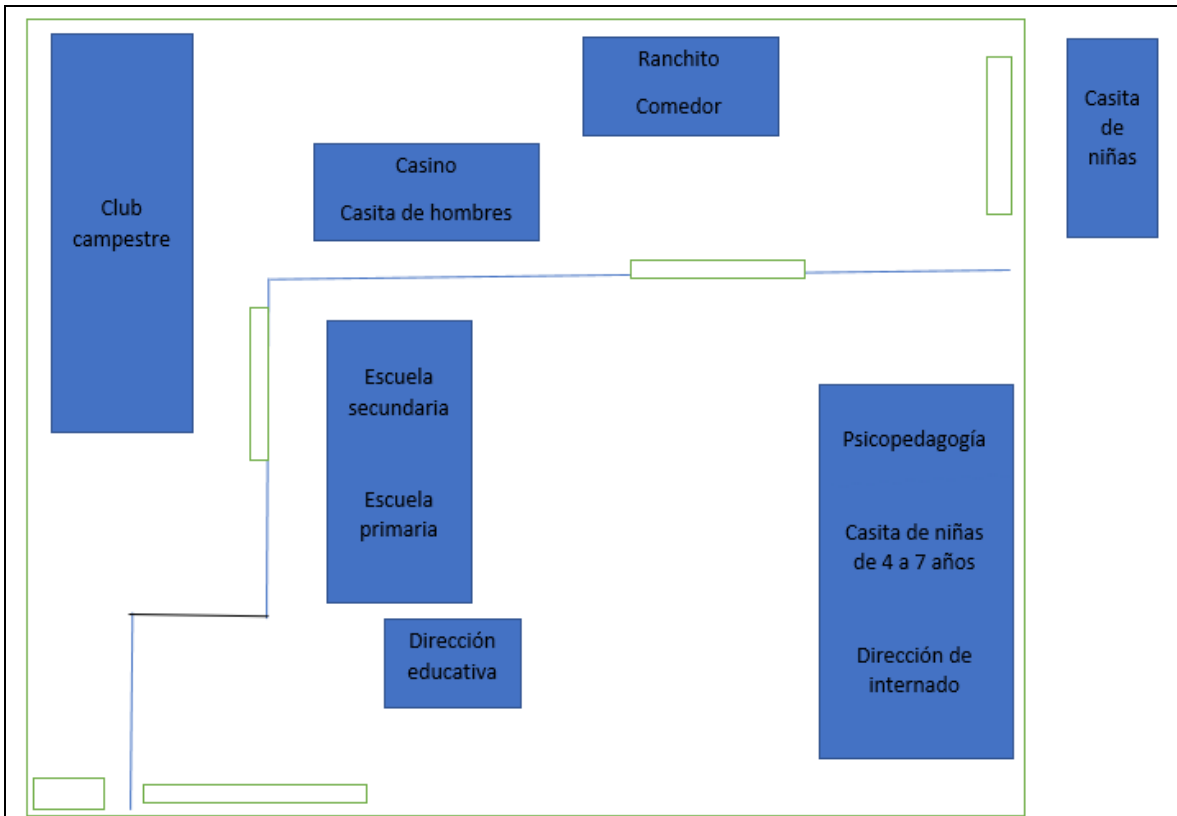 Club
campestre
Casino
Casita de hombres
Ranchito
Comedor
Casita
de
niñas
Escuela
secundaria
Escuela
primaria
Dirección
educativa
Psicopedagogía
Casita de niñas
de 4 a 7 años
Dirección de
internado